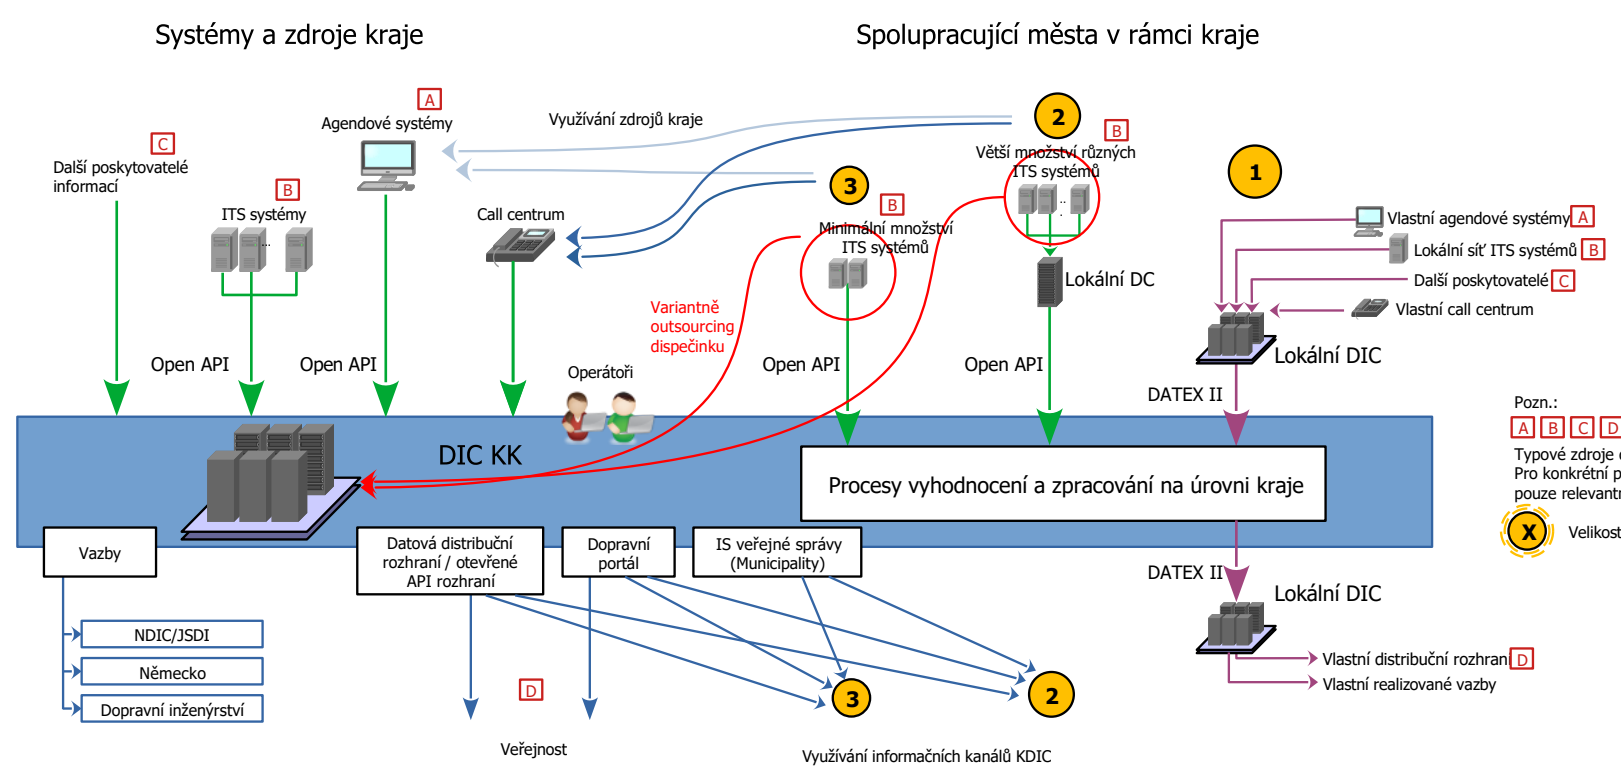 Systémy a zdroje kraje
Spolupracující města v rámci kraje
A
Agendové systémy
Využívání zdrojů kraje
2
B
Větší množství různých
ITS systémů
C
Další poskytovatelé
informací
B
ITS systémy
...
Call centrum
3
B
Minimální množství
ITS systémů
1
Vlastní agendové systémy A
Lokální síť ITS systémů B
Další poskytovatelé C
Vlastní call centrum
Lokální DC
Lokální DIC
Variantně
outsourcing
dispečinku
Open API
Open API
Operátoři
Open API
Open API
DATEX II
Pozn.:
A B C D
Typové zdroje
Pro konkrétní
pouze
X
DIC KK
Procesy vyhodnocení a zpracování na úrovni kraje
Vazby
Datová distribuční
rozhraní / otevřené
API rozhraní
Dopravní
portál
IS veřejné správy
(Municipality)
DATEX II
Lokální DIC
NDIC/JSDI
Německo
Dopravní inženýrství
D
3
2
Vlastní distribuční rozhraní D
Vlastní realizované vazby
Veřejnost
Využívání informačních kanálů KDIC